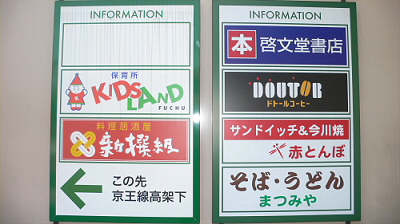 INFORMATION
保育所
KIDS LAND
FUCHU
料理居酒屋
新撰組
この先
京王線高架下
INFORMATION
本 啓文堂書店
DOUTOR
ドトールコーヒー
サンドイッチ&今川焼
赤とんぼ
そば・うどん
まつみや